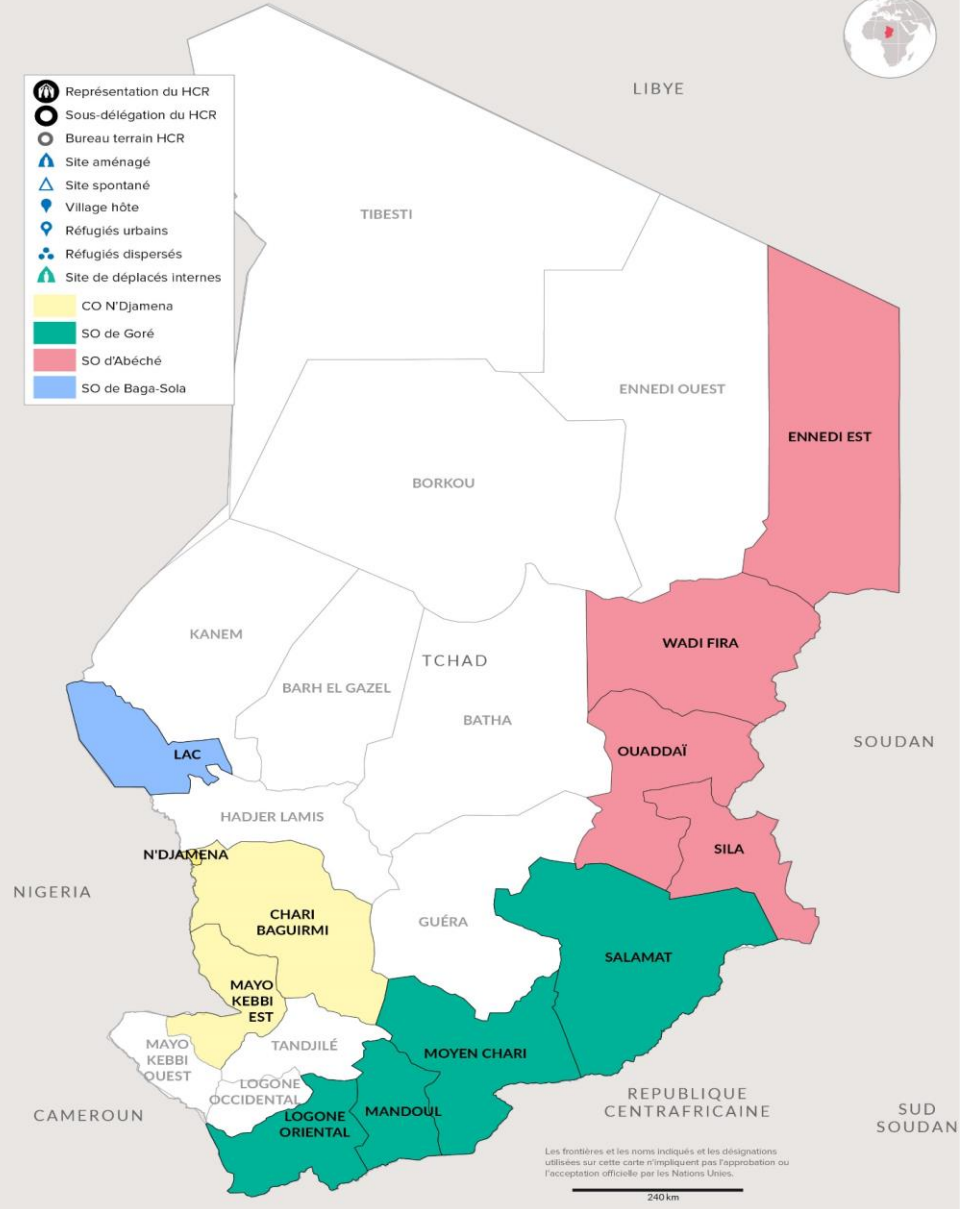 LIBYE
Représentation du HCR
Sous-délégation du HCR
Bureau terrain HCR
Site aménagé
Site spontané
Village hôte
Réfugiés urbains
Réfugiés dispersés
Site de déplacés internes
CO N'Djamena
SO de Goré
SO d'Abéché
SO de Baga-Sola
TIBESTI
ENNEDI OUEST
ENNEDI EST
BORKOU
KANEM
WADI FIRA
TCHAD
BARH EL GAZEL
BATHA
SOUDAN
LAC
OUADDAÏ
HADJER LAMIS
SILA
N'DJAMENA
NIGERIA
CHARI
BAGUIRMI
GUÉRA
SALAMAT
MAYO
KEBBI
EST
MAYO
KEBBI
OUEST
TANDJILÉ
MOYEN CHARI
LOGONE
OCCIDENTAL
LOGONE
ORIENTAL
MANDOUL
CAMEROUN
REPUBLIQUE
CENTRAFRICAINE
SUD
SOUDAN
Les frontières et les noms indiqués et les désignations
utilisées sur cette carte n'impliquent pas l'approbation ou
l'acceptation officielle par les Nations Unies.
240 km